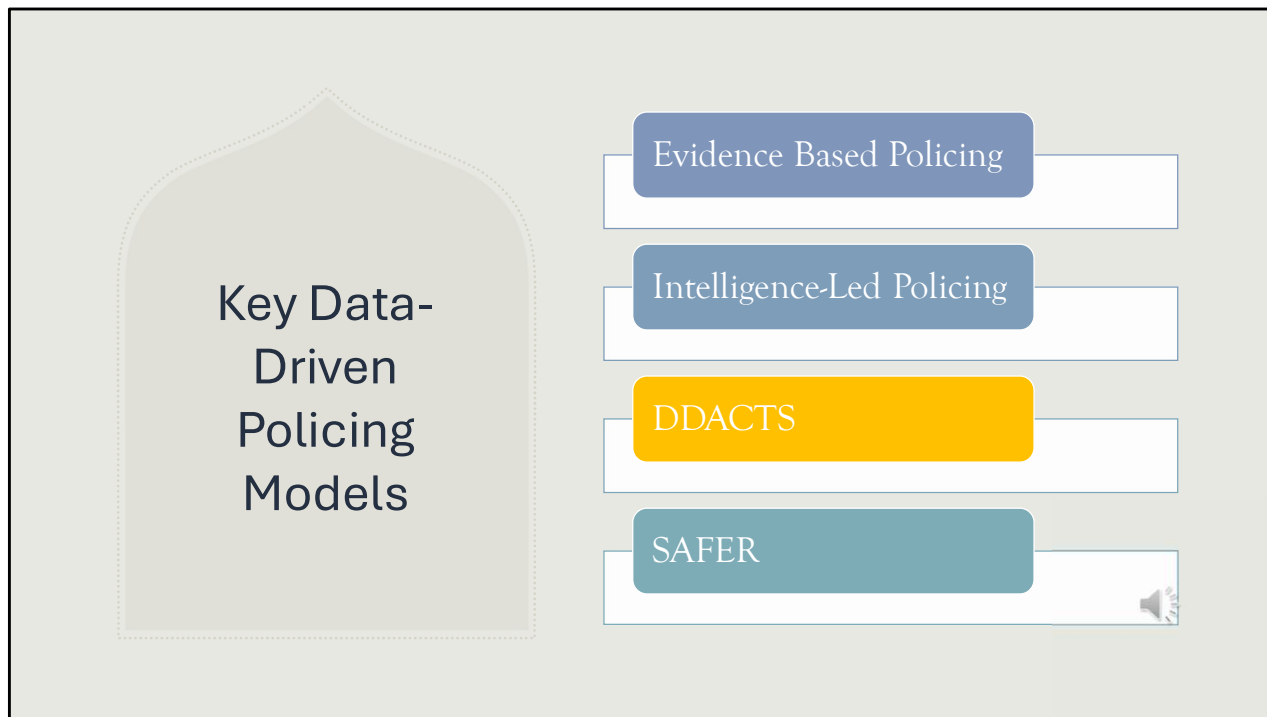 Key Data-
Driven
Policing
Models
Evidence Based Policing
Intelligence-Led Policing
DDACTS
SAFER